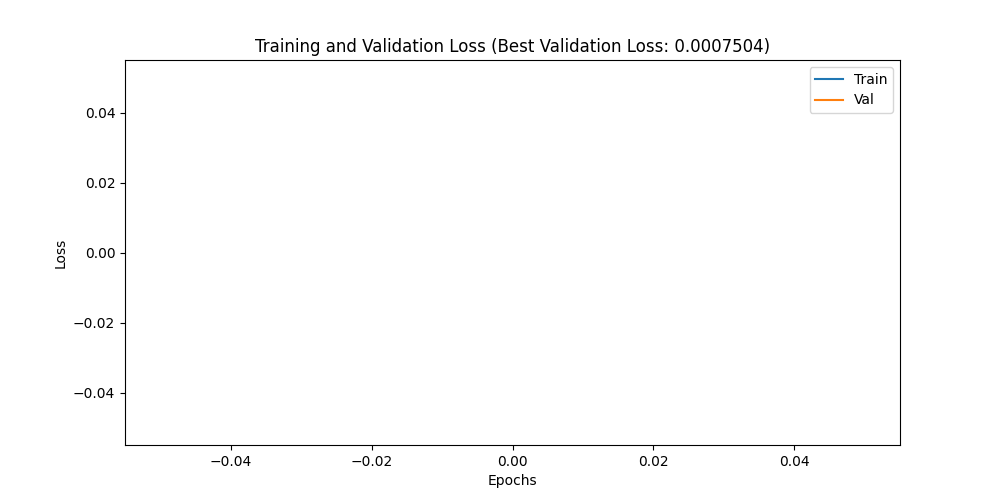 Training and Validation Loss (Best Validation Loss: 0.0007504)
Train
Val
0.04
0.02
0.00
−0.02
−0.04
Loss
−0.04
−0.02
0.00
0.02
0.04
Epochs